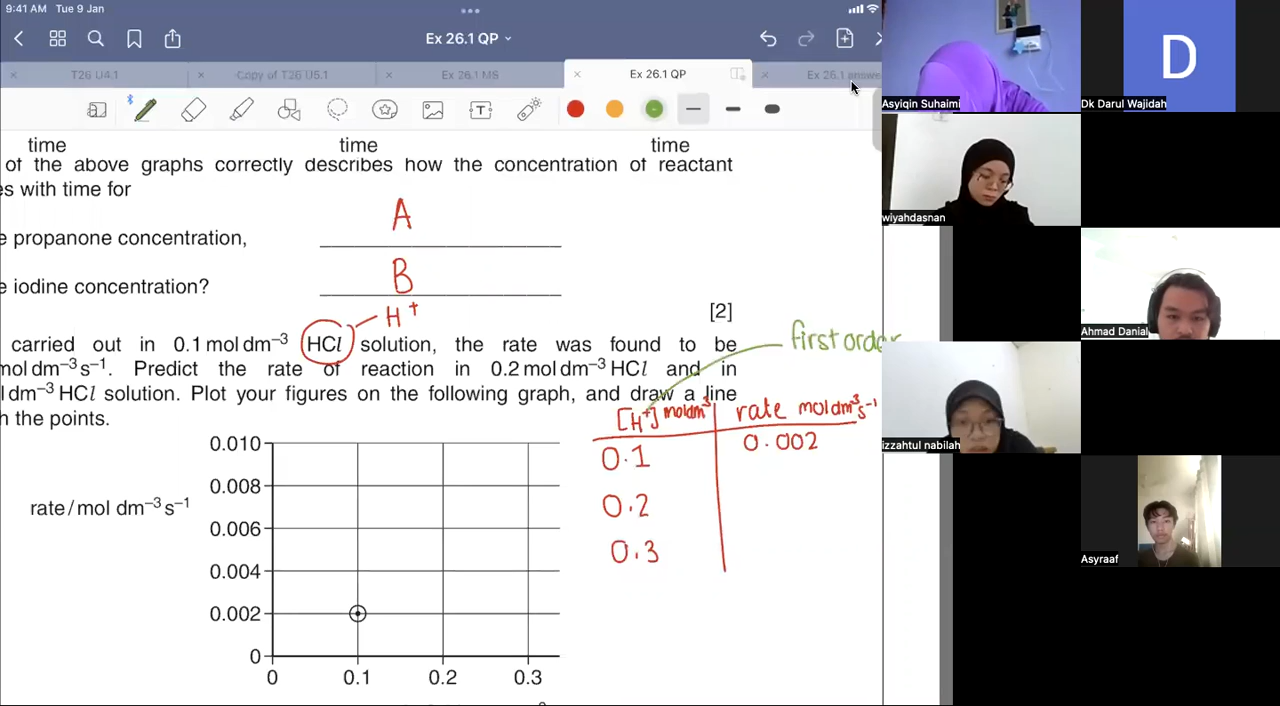 9:41 AM Tue 9 Jan
Ex 26.1 QP
T26 U4.1
Copy of T26 U5.1
Ex 26.1 MS
Ex 26.1 QP
Ex 26.1 answe
time time time
of the above graphs correctly describes how the concentration of reactant
es with time for
e propanone concentration, A
e iodine concentration? B
[2]
H⁺
carried out in 0.1 mol dm⁻³ HCl solution, the rate was found to be
mol dm⁻³ s⁻¹. Predict the rate of reaction in 0.2 mol dm⁻³ HCl and in
l dm⁻³ HCl solution. Plot your figures on the following graph, and draw a line
h the points.
first order
[H⁺] moldm³ rate moldm³s⁻¹
0.1 0.002
0.2
0.3
rate / mol dm⁻³ s⁻¹
0.010
0.008
0.006
0.004
0.002
0
0 0.1 0.2 0.3
Asyiqin Suhaimi
D
Dk Darul Wajidah
wiyahdasnan
Ahmad Danial
izzahtul nabilah
Asyraaf